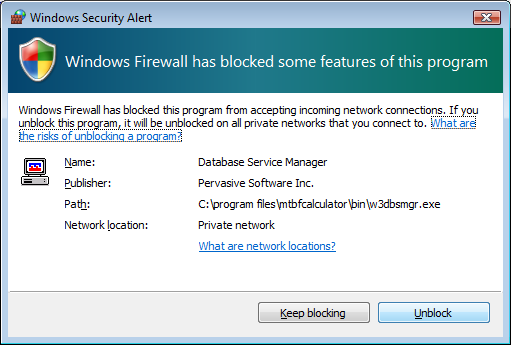 Windows Security Alert
Windows Firewall has blocked some features of this program
Windows Firewall has blocked this program from accepting incoming network connections. If you
unblock this program, it will be unblocked on all private networks that you connect to. What are
the risks of unblocking a program?
Name: Database Service Manager
Publisher: Pervasive Software Inc.
Path: C:\program files\mtbfcalculator\bin\w3dbsmgr.exe
Network location: Private network
What are network locations?
Keep blocking Unblock